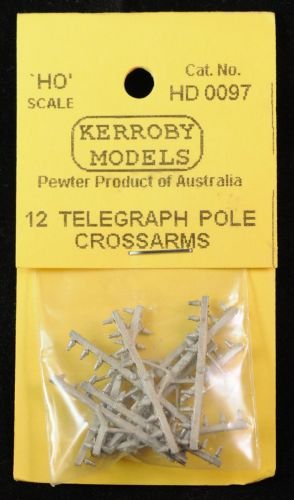 'HO'
SCALE
Cat. No.
HD 0097
KERROBY
MODELS
Pewter Product of Australia
12 TELEGRAPH POLE
CROSSARMS